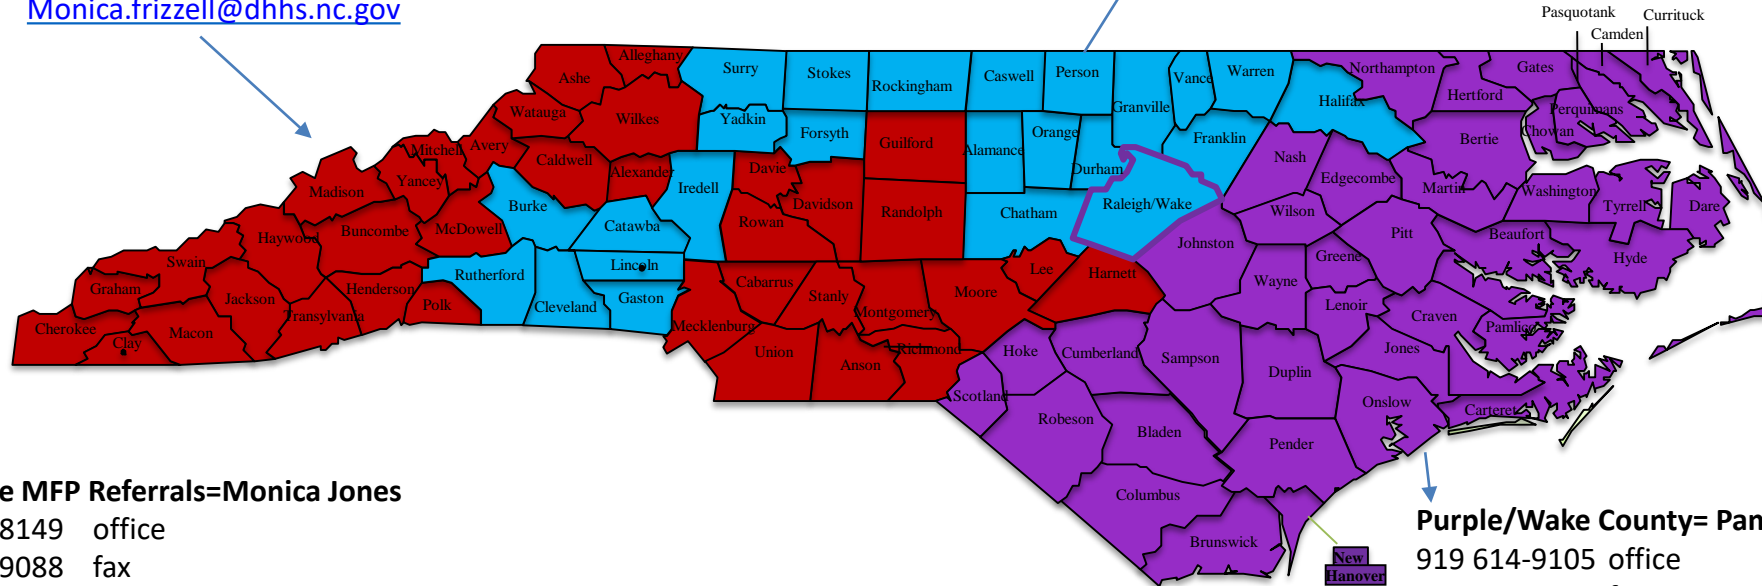 Monica.frizzell@dhhs.nc.gov
Pasquotank
Currituck
Camden
Alleghany
Ashe
Surry
Stokes
Rockingham
Caswell
Person
Vance
Warren
Northampton
Gates
Hertford
Halifax
Granville
Watauga
Wilkes
Yadkin
Forsyth
Perquimans
Chowan
Bertie
Franklin
Orange
Alamance
Guilford
Mitchell
Avery
Caldwell
Alexander
Davie
Durham
Nash
Edgecombe
Martin
Washington
Tyrrell
Dare
Madison
Yancey
Iredell
Burke
Davidson
Randolph
Chatham
Raleigh/Wake
Wilson
Catawba
Rowan
McDowell
Buncombe
Haywood
Pitt
Beaufort
Hyde
Johnston
Greene
Swain
Rutherford
Lincoln
Lee
Harnett
Wayne
Graham
Jackson
Henderson
Polk
Cleveland
Gaston
Cabarrus
Stanly
Moore
Montgomery
Lenoir
Craven
Pamlico
Transylvania
Cherokee
Macon
Clay
Mecklenburg
Union
Anson
Richmond
Hoke
Cumberland
Sampson
Duplin
Jones
Scotland
Robeson
Bladen
Onslow
Carteret
Pender
Columbus
Brunswick
New
Hanover
e MFP Referrals=Monica Jones
8149 office
9088 fax
Purple/Wake County= Pam
919 614-9105 office